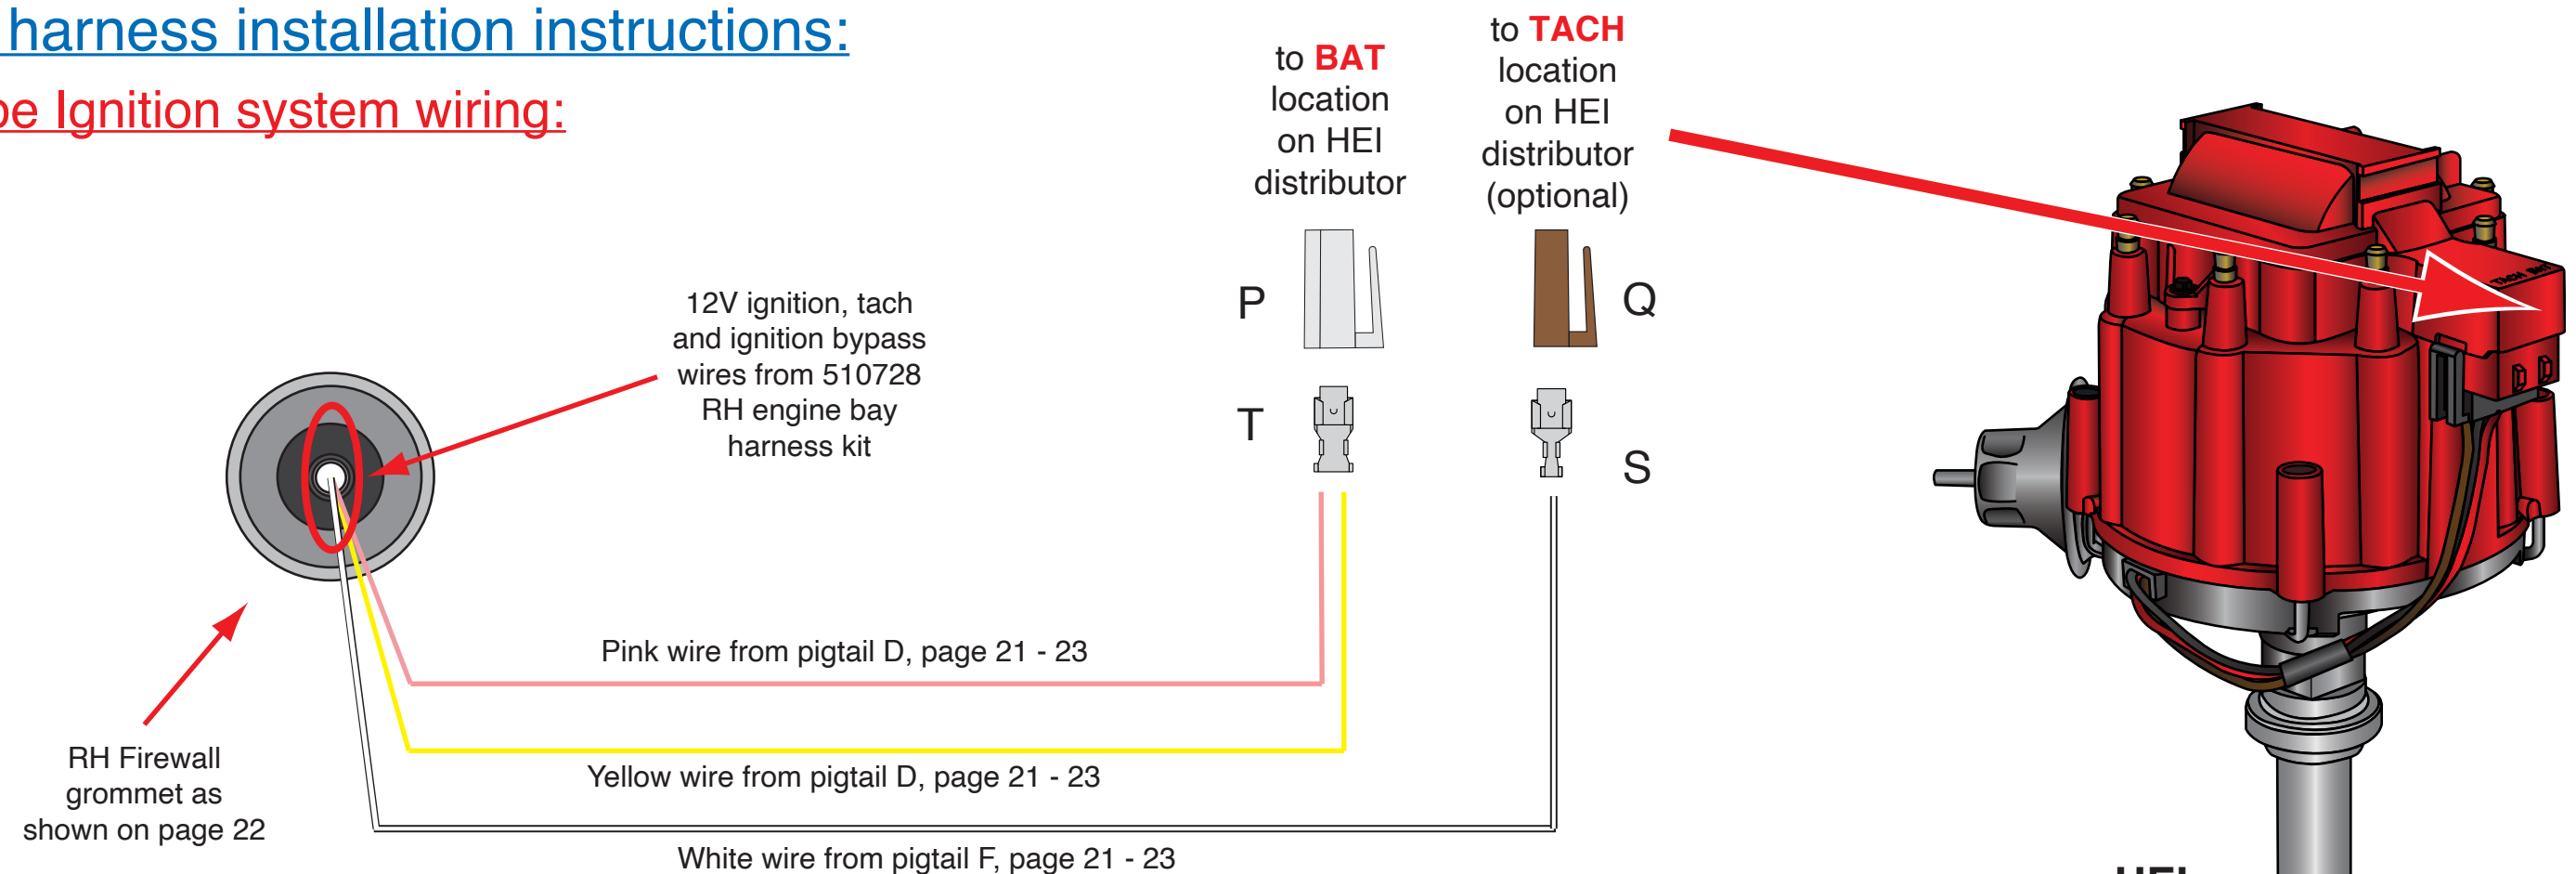 harness installation instructions:
pe Ignition system wiring:
to BAT
location
on HEI
distributor
to TACH
location
on HEI
distributor
(optional)
P
Q
T
S
12V ignition, tach
and ignition bypass
wires from 510728
RH engine bay
harness kit
TACH BAT
Pink wire from pigtail D, page 21 - 23
Yellow wire from pigtail D, page 21 - 23
White wire from pigtail F, page 21 - 23
RH Firewall
grommet as
shown on page 22
HEI